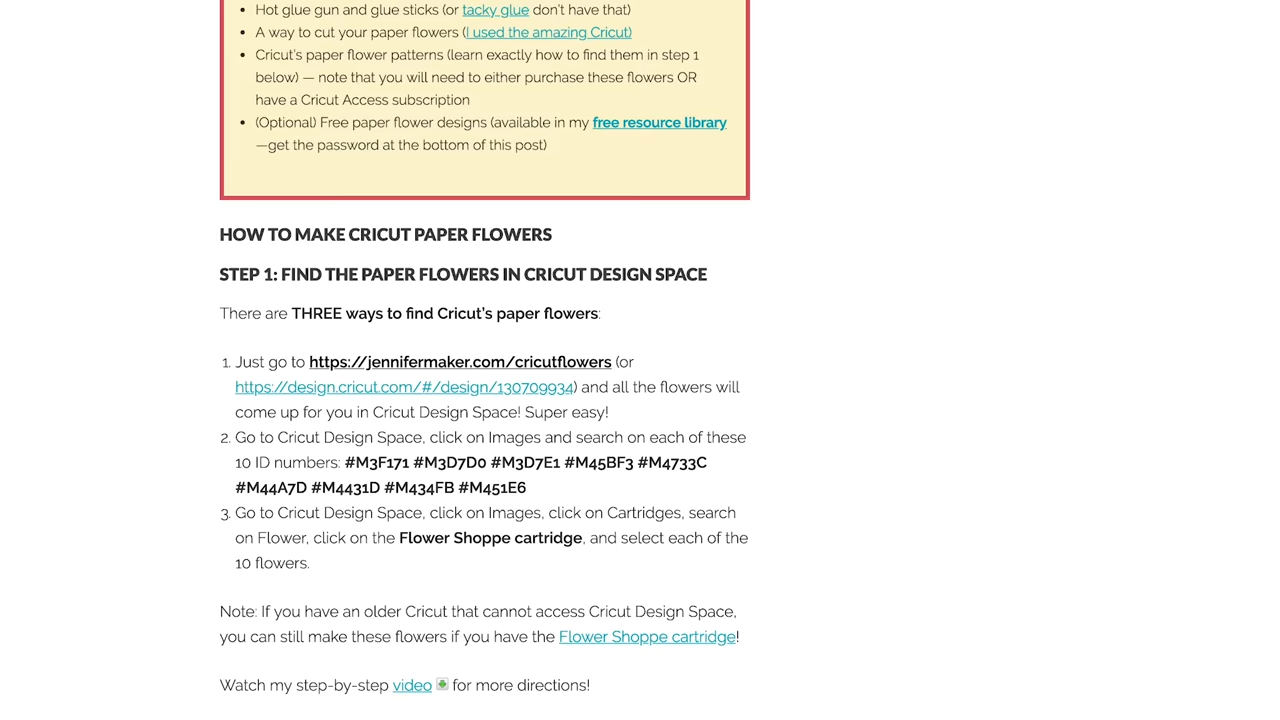 • Hot glue gun and glue sticks (or tacky glue don't have that)
• A way to cut your paper flowers (I used the amazing Cricut)
• Cricut's paper flower patterns (learn exactly how to find them in step 1
below) — note that you will need to either purchase these flowers OR
have a Cricut Access subscription
• (Optional) Free paper flower designs (available in my free resource library
—get the password at the bottom of this post)
HOW TO MAKE CRICUT PAPER FLOWERS
STEP 1: FIND THE PAPER FLOWERS IN CRICUT DESIGN SPACE
There are THREE ways to find Cricut's paper flowers:
1. Just go to https://jennifermaker.com/cricutflowers (or
https://design.cricut.com/#/design/130709934) and all the flowers will
come up for you in Cricut Design Space! Super easy!
2. Go to Cricut Design Space, click on Images and search on each of these
10 ID numbers: #M3F171 #M3D7D0 #M3D7E1 #M45BF3 #M4733C
#M44A7D #M4431D #M434FB #M451E6
3. Go to Cricut Design Space, click on Images, click on Cartridges, search
on Flower, click on the Flower Shoppe cartridge, and select each of the
10 flowers.
Note: If you have an older Cricut that cannot access Cricut Design Space,
you can still make these flowers if you have the Flower Shoppe cartridge!
Watch my step-by-step video for more directions!